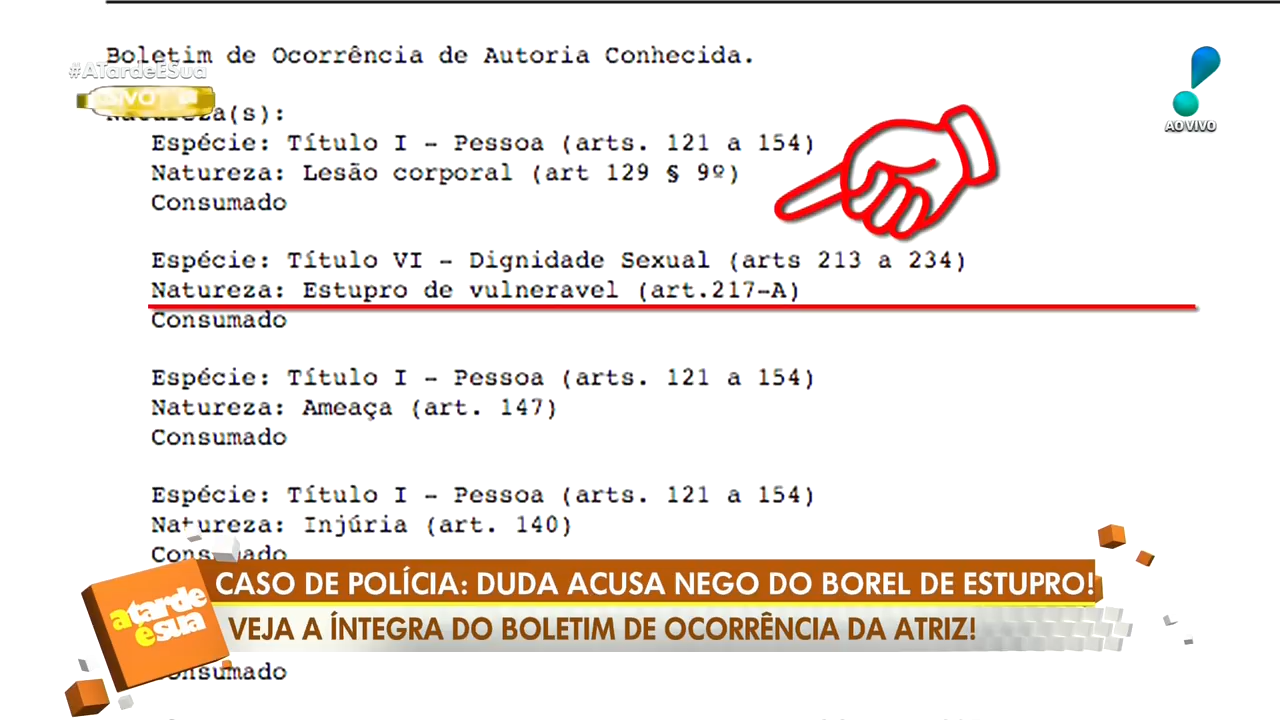 Boletim de Ocorrência de Autoria Conhecida.
#ATardeÉSua
AO VIVO
Natureza(s):
Espécie: Título I - Pessoa (arts. 121 a 154)
Natureza: Lesão corporal (art 129 § 9º)
Consumado
Espécie: Título VI - Dignidade Sexual (arts 213 a 234)
Natureza: Estupro de vulneravel (art.217-A)
Consumado
Espécie: Título I - Pessoa (arts. 121 a 154)
Natureza: Ameaça (art. 147)
Consumado
Espécie: Título I - Pessoa (arts. 121 a 154)
Natureza: Injúria (art. 140)
Consumado
CASO DE POLÍCIA: DUDA ACUSA NEGO DO BOREL DE ESTUPRO!
a tarde
é sua
VEJA A ÍNTEGRA DO BOLETIM DE OCORRÊNCIA DA ATRIZ!
Consumado